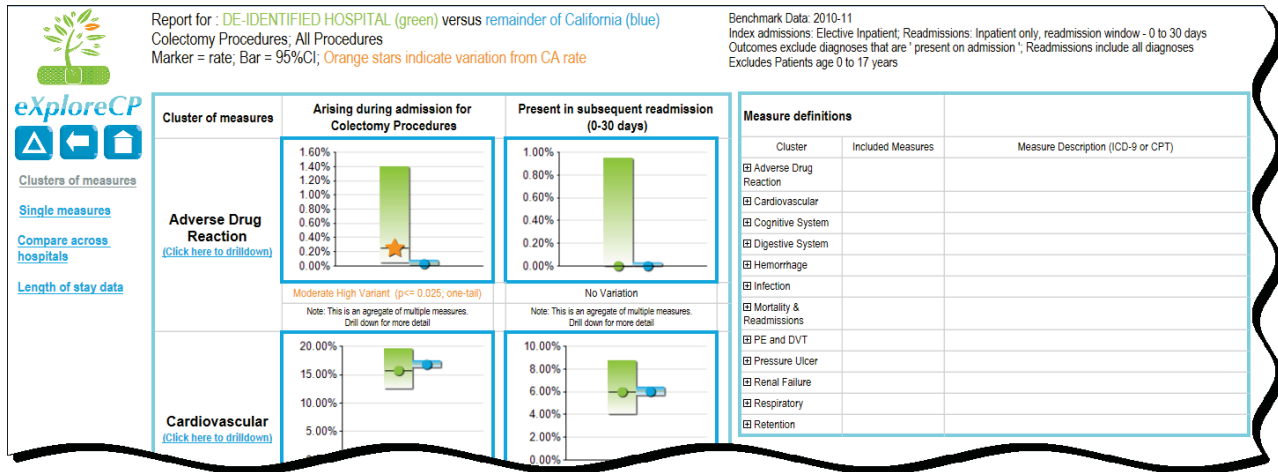 Report for : DE-IDENTIFIED HOSPITAL (green) versus remainder of California (blue)
Colectomy Procedures; All Procedures
Marker = rate; Bar = 95%CI; Orange stars indicate variation from CA rate
Benchmark Data: 2010-11
Index admissions: Elective Inpatient; Readmissions: Inpatient only, readmission window - 0 to 30 days
Outcomes exclude diagnoses that are ' present on admission '; Readmissions include all diagnoses
Excludes Patients age 0 to 17 years
eXploreCP
Clusters of measures
Single measures
Compare across
hospitals
Length of stay data
Cluster of measures
Arising during admission for
Colectomy Procedures
Present in subsequent readmission
(0-30 days)
Adverse Drug
Reaction
(Click here to drilldown)
1.60%
1.40%
1.20%
1.00%
0.80%
0.60%
0.40%
0.20%
0.00%
1.00%
0.80%
0.60%
0.40%
0.20%
0.00%
Moderate High Variant (p<= 0.025; one-tail)
No Variation
Note: This is an agregate of multiple measures.
Drill down for more detail
Note: This is an agregate of multiple measures.
Drill down for more detail
Cardiovascular
(Click here to drilldown)
20.00%
15.00%
10.00%
5.00%
10.00%
8.00%
6.00%
4.00%
2.00%
0.00%
Measure definitions
Cluster
Included Measures
Measure Description (ICD-9 or CPT)
Adverse Drug
Reaction
Cardiovascular
Cognitive System
Digestive System
Hemorrhage
Infection
Mortality &
Readmissions
PE and DVT
Pressure Ulcer
Renal Failure
Respiratory
Retention